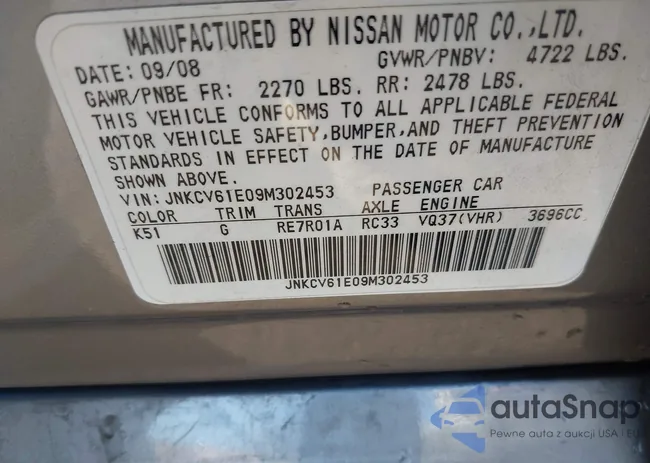 MANUFACTURED BY NISSAN MOTOR CO.,LTD.
DATE: 09/08 GVWR/PNBV: 4722 LBS.
GAWR/PNBE FR: 2270 LBS. RR: 2478 LBS.
THIS VEHICLE CONFORMS TO ALL APPLICABLE FEDERAL
MOTOR VEHICLE SAFETY,BUMPER,AND THEFT PREVENTION
STANDARDS IN EFFECT ON THE DATE OF MANUFACTURE
SHOWN ABOVE.
VIN: JNKCV61E09M302453 PASSENGER CAR
COLOR TRIM TRANS AXLE ENGINE
K51 G RE7R01A RC33 VQ37(VHR) 3696CC
JNKCV61E09M302453
autaSnap
Pewne auta z aukcji USA i EU